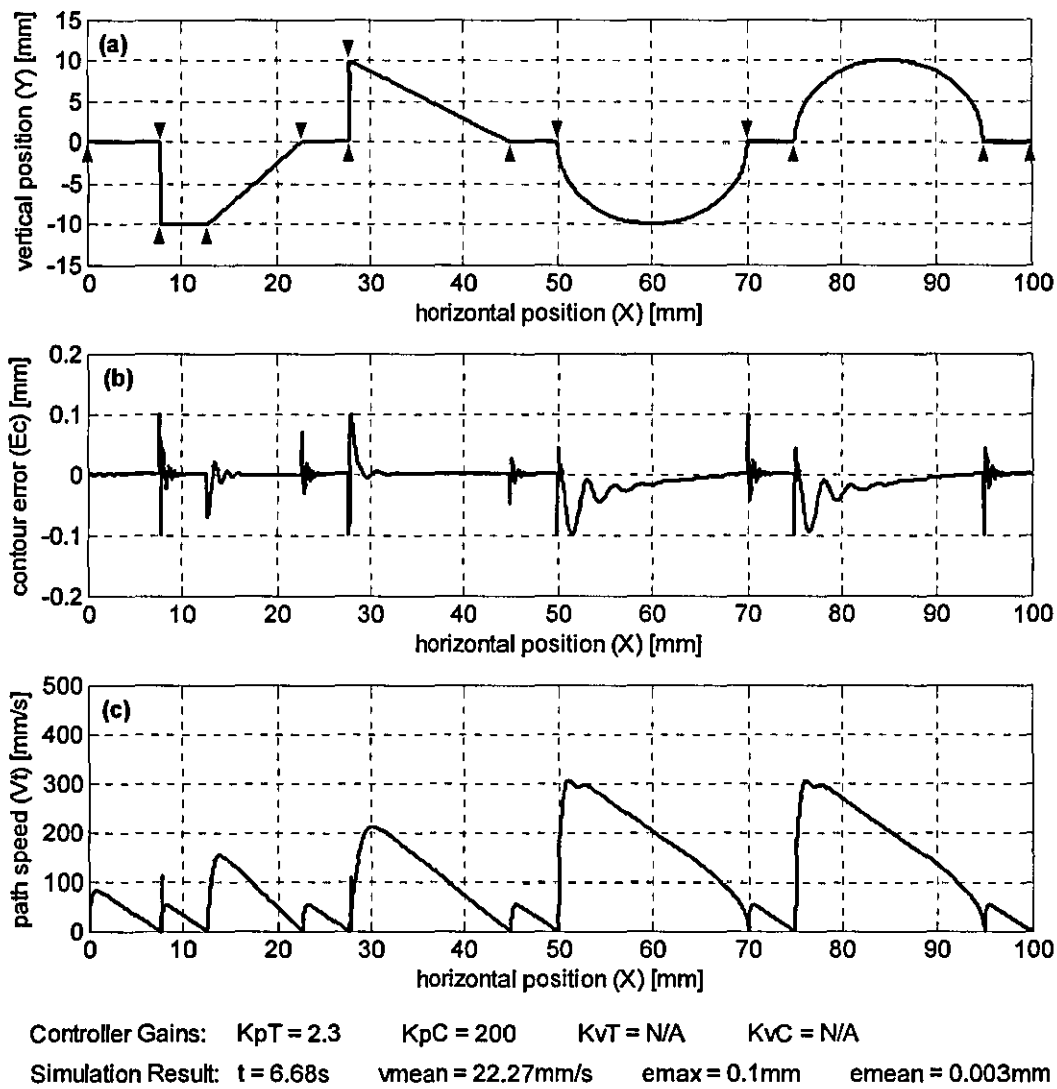 (a)
vertical position (Y) [mm]
15
10
5
0
-5
-10
-15
0 10 20 30 40 50 60 70 80 90 100
horizontal position (X) [mm]
(b)
contour error (Ec) [mm]
0.2
0.1
0
-0.1
-0.2
0 10 20 30 40 50 60 70 80 90 100
horizontal position (X) [mm]
(c)
path speed (Vt) [mm/s]
500
400
300
200
100
0
0 10 20 30 40 50 60 70 80 90 100
horizontal position (X) [mm]
Controller Gains: KpT = 2.3 KpC = 200 KvT = N/A KvC = N/A
Simulation Result: t = 6.68s vmean = 22.27mm/s emax = 0.1mm emean = 0.003mm